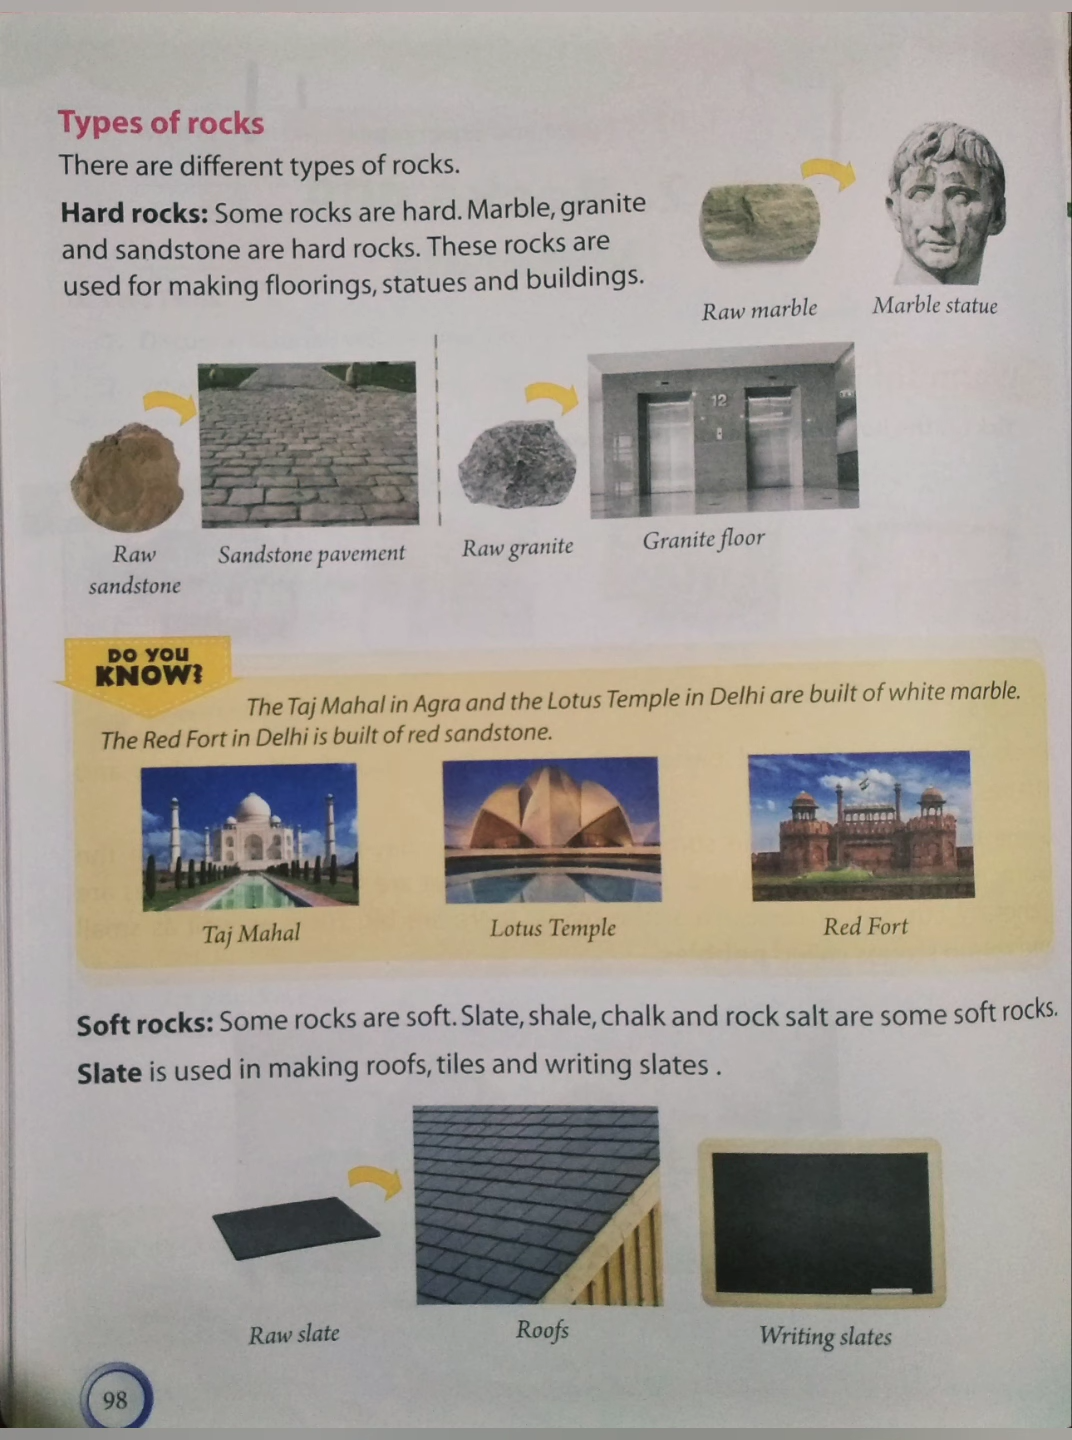 Types of rocks
There are different types of rocks.
Hard rocks: Some rocks are hard. Marble, granite
and sandstone are hard rocks. These rocks are
used for making floorings, statues and buildings.
Raw marble
Marble statue
12
Raw
sandstone
Sandstone pavement
Raw granite
Granite floor
DO YOU
KNOW?
The Taj Mahal in Agra and the Lotus Temple in Delhi are built of white marble.
The Red Fort in Delhi is built of red sandstone.
Taj Mahal
Lotus Temple
Red Fort
Soft rocks: Some rocks are soft. Slate, shale, chalk and rock salt are some soft rocks.
Slate is used in making roofs, tiles and writing slates .
Raw slate
Roofs
Writing slates
98